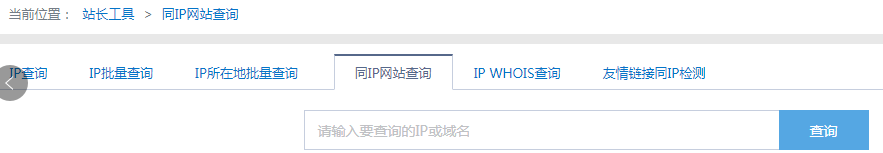 当前位置： 站长工具 > 同IP网站查询
IP查询 IP批量查询 IP所在地批量查询 同IP网站查询 IP WHOIS查询 友情链接同IP检测
请输入要查询的IP或域名 查询